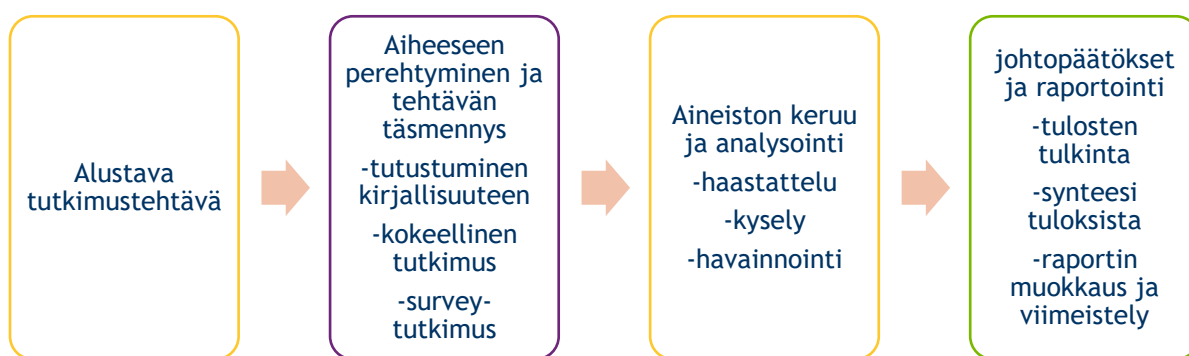 Alustava
tutkimustehtävä
Aiheeseen
perehtyminen ja
tehtävän
täsmennys
-tutustuminen
kirjallisuuteen
-kokeellinen
tutkimus
-survey-
tutkimus
Aineiston keruu
ja analysointi
-haastattelu
-kysely
-havainnointi
johtopäätökset
ja raportointi
-tulosten
tulkinta
-synteesi
tuloksista
-raportin
muokkaus ja
viimeistely